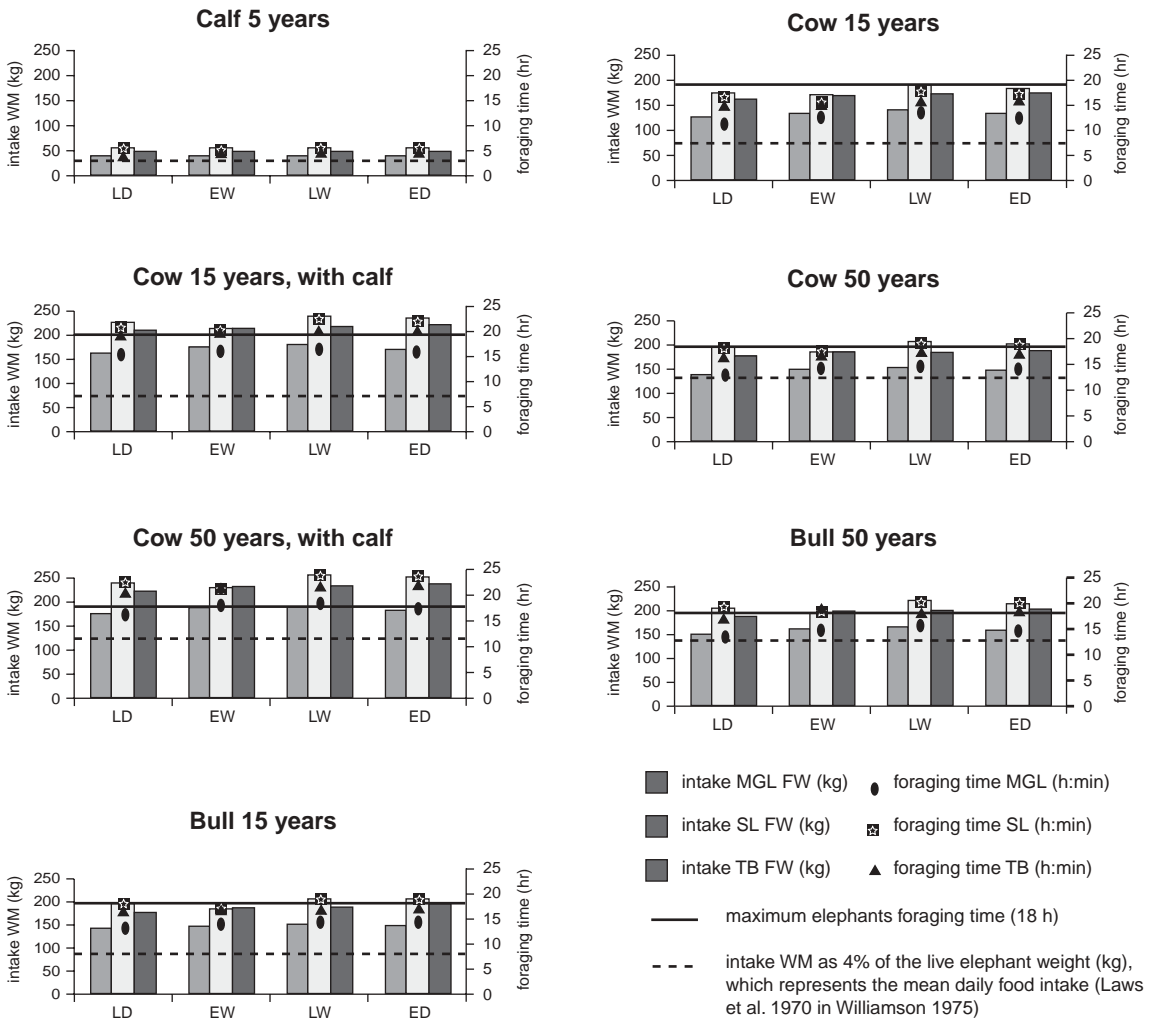 Calf 5 years
intake WM (kg)
250
200
150
100
50
0
25
20
15
10
5
0
foraging time (hr)
LD EW LW ED
Cow 15 years
intake WM (kg)
250
200
150
100
50
0
25
20
15
10
5
0
foraging time (hr)
LD EW LW ED
Cow 15 years, with calf
intake WM (kg)
250
200
150
100
50
0
25
20
15
10
5
0
foraging time (hr)
LD EW LW ED
Cow 50 years
intake WM (kg)
250
200
150
100
50
0
25
20
15
10
5
0
foraging time (hr)
LD EW LW ED
Cow 50 years, with calf
intake WM (kg)
250
200
150
100
50
0
25
20
15
10
5
0
foraging time (hr)
LD EW LW ED
Bull 50 years
intake WM (kg)
250
200
150
100
50
0
25
20
15
10
5
0
foraging time (hr)
LD EW LW ED
Bull 15 years
intake WM (kg)
250
200
150
100
50
0
25
20
15
10
5
0
foraging time (hr)
LD EW LW ED
intake MGL FW (kg) foraging time MGL (h:min)
intake SL FW (kg) foraging time SL (h:min)
intake TB FW (kg) foraging time TB (h:min)
maximum elephants foraging time (18 h)
intake WM as 4% of the live elephant weight (kg),
which represents the mean daily food intake (Laws
et al. 1970 in Williamson 1975)